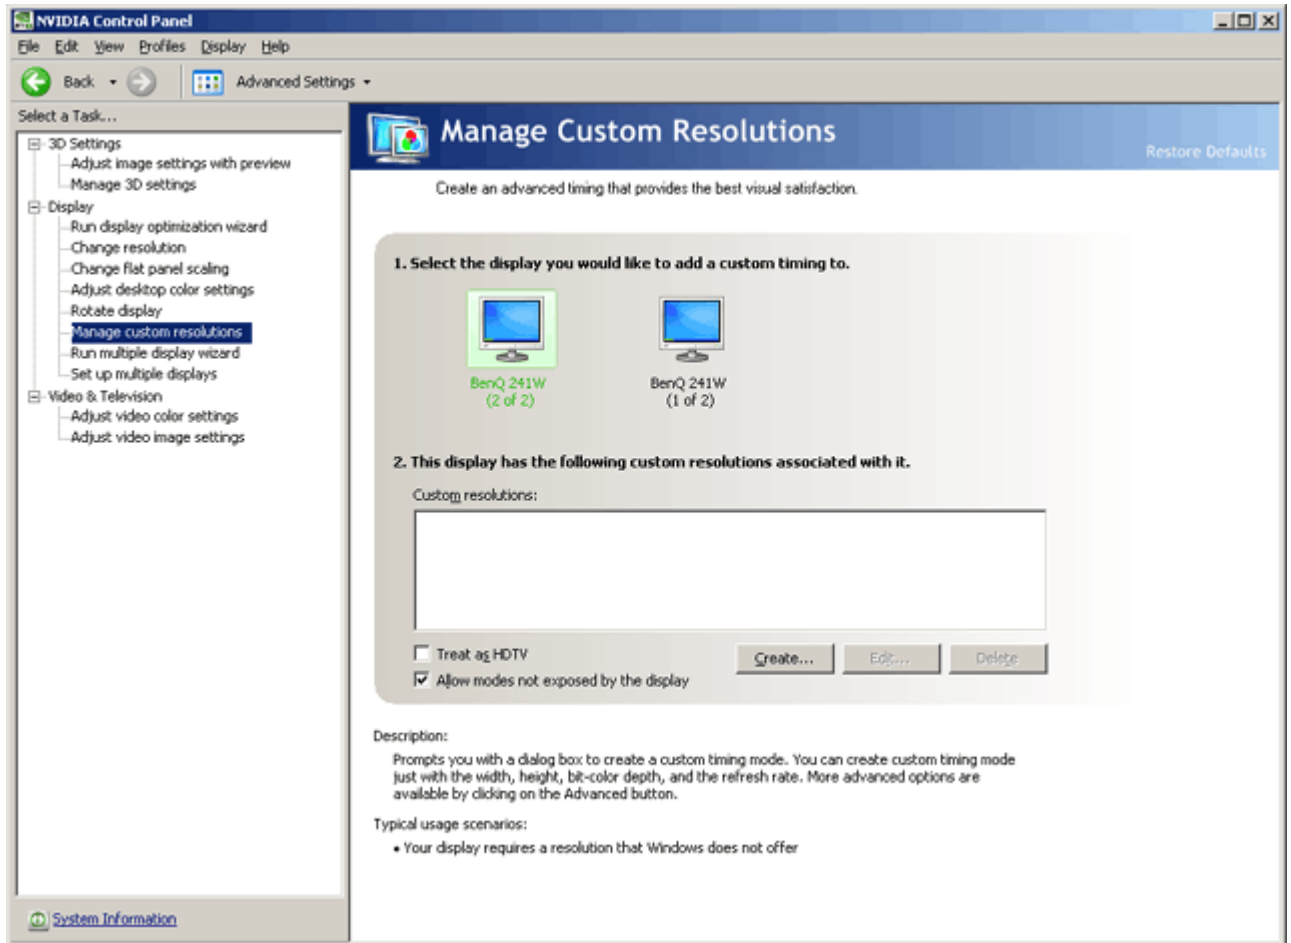 NVIDIA Control Panel
File Edit View Profiles Display Help
Back Advanced Settings
Select a Task...
3D Settings
Adjust image settings with preview
Manage 3D settings
Display
Run display optimization wizard
Change resolution
Change flat panel scaling
Adjust desktop color settings
Rotate display
Manage custom resolutions
Run multiple display wizard
Set up multiple displays
Video & Television
Adjust video color settings
Adjust video image settings
System Information
Manage Custom Resolutions
Restore Defaults
Create an advanced timing that provides the best visual satisfaction.
1. Select the display you would like to add a custom timing to.
BenQ 241W
(2 of 2)
BenQ 241W
(1 of 2)
2. This display has the following custom resolutions associated with it.
Custom resolutions:
Treat as HDTV
Create... Edit... Delete
Allow modes not exposed by the display
Description:
Prompts you with a dialog box to create a custom timing mode. You can create custom timing mode
just with the width, height, bit-color depth, and the refresh rate. More advanced options are
available by clicking on the Advanced button.
Typical usage scenarios:
• Your display requires a resolution that Windows does not offer